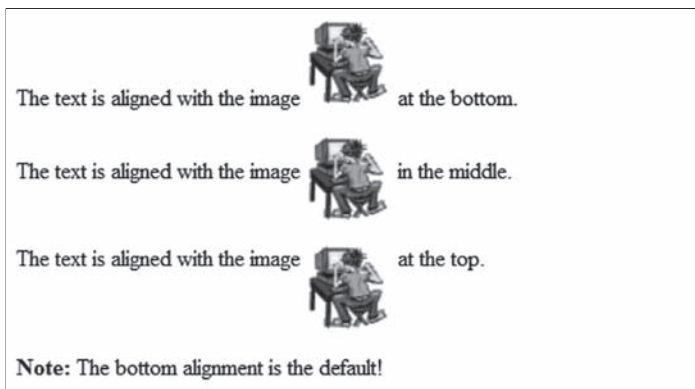 The text is aligned with the image at the bottom.
The text is aligned with the image in the middle.
The text is aligned with the image at the top.
Note: The bottom alignment is the default!